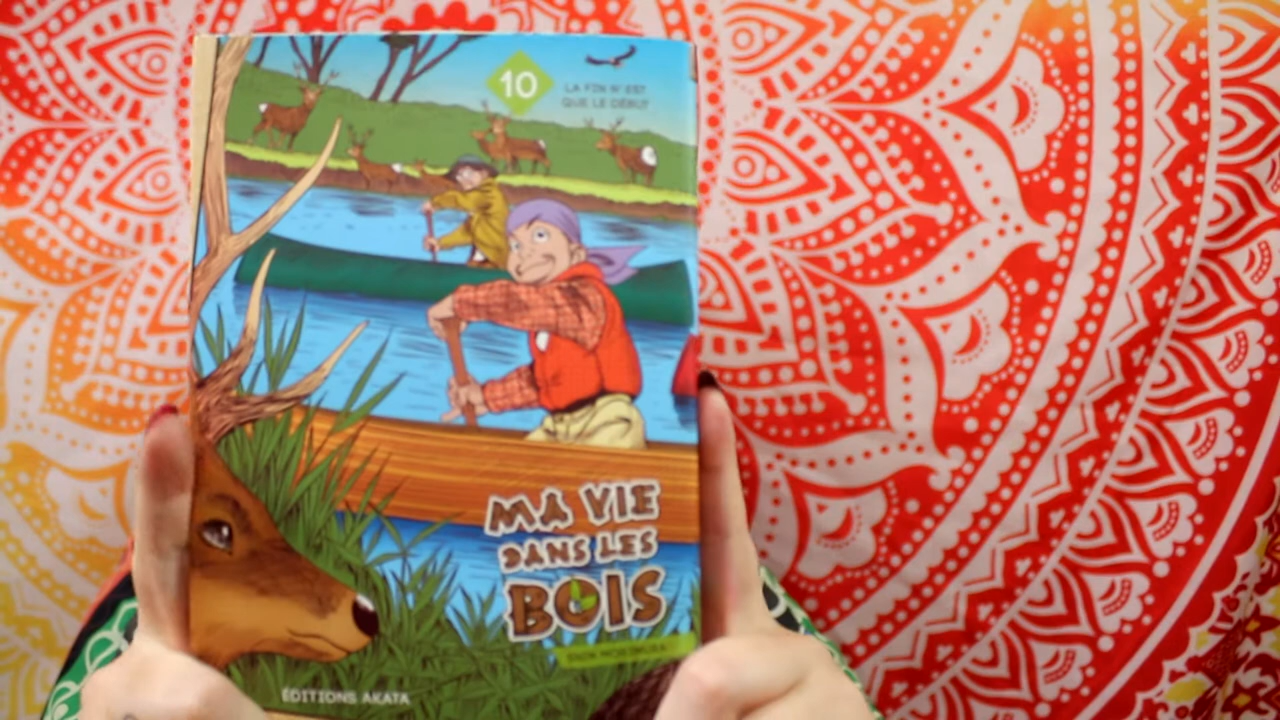 10
LA FIN N'EST
QUE LE DÉBUT
MA VIE
DANS LES
BOIS
ÉDITIONS AKATA